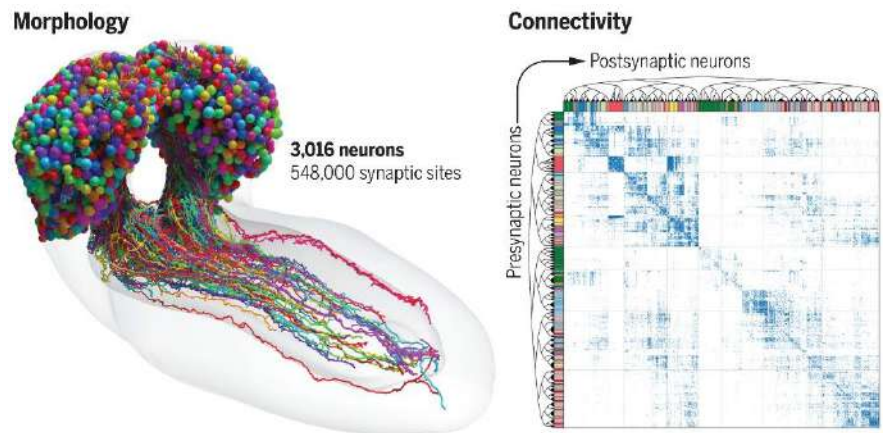 Morphology
3,016 neurons
548,000 synaptic sites
Connectivity
Postsynaptic neurons
Presynaptic neurons